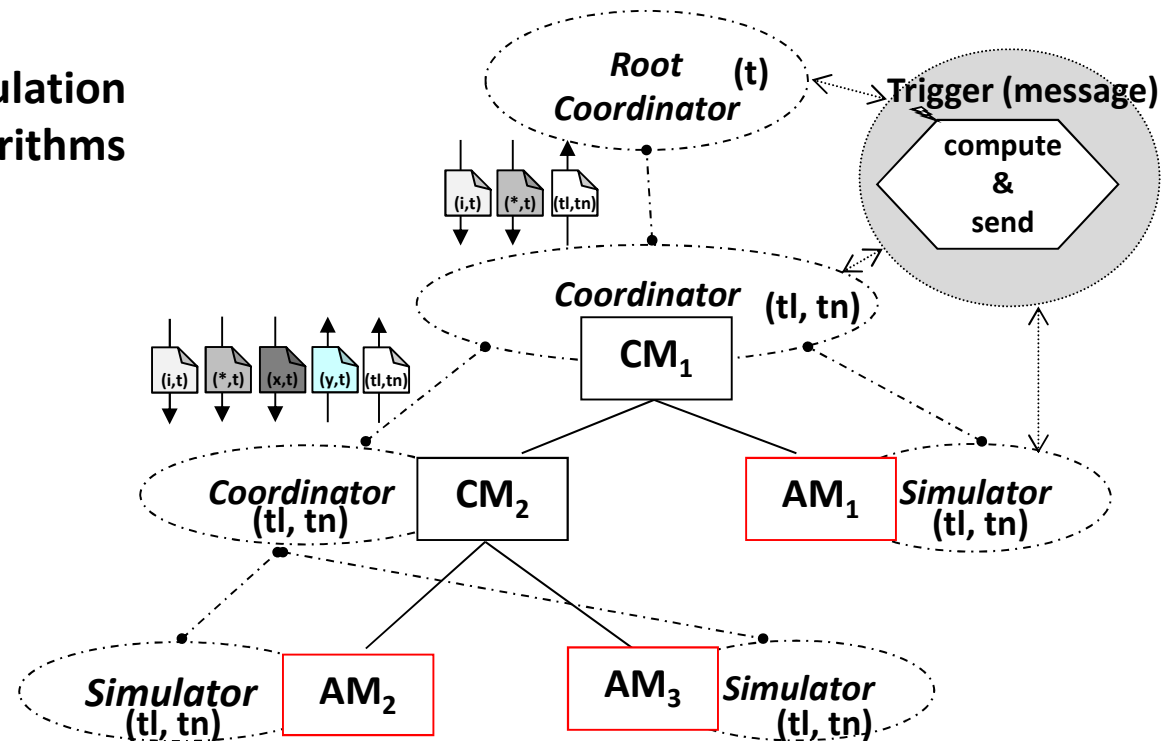 ulation
rithms
Root (t)
Coordinator
Trigger (message)
compute
&
send
(i,t) (*,t) (tl,tn)
Coordinator (tl, tn)
CM1
(i,t) (*,t) (x,t) (y,t) (tl,tn)
Coordinator
(tl, tn)
CM2
AM1
Simulator
(tl, tn)
Simulator
(tl, tn)
AM2
AM3
Simulator
(tl, tn)